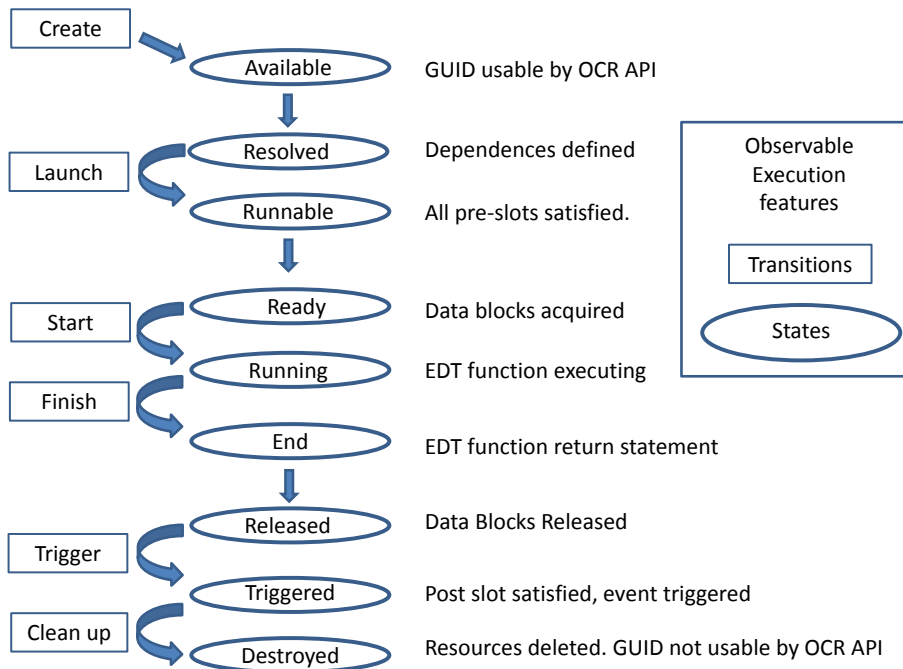 Create
Available
GUID usable by OCR API
Resolved
Dependences defined
Launch
Runnable
All pre-slots satisfied.
Ready
Data blocks acquired
Start
Running
EDT function executing
Finish
End
EDT function return statement
Released
Data Blocks Released
Trigger
Triggered
Post slot satisfied, event triggered
Clean up
Destroyed
Resources deleted. GUID not usable by OCR API
Observable
Execution
features
Transitions
States